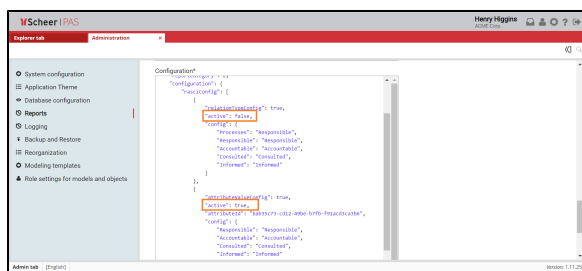 Scheer | PAS
Henry Higgins
ACME Corp
Explorer tab
Administration
×
System configuration
Application Theme
Database configuration
Reports
Logging
Backup and Restore
Reorganization
Modeling templates
Role settings for models and objects
Configuration*
"configuration": {
"rasciConfig": [
{
"relationTypeConfig": true,
"active": false,
"config": {
"Processes": "Responsible",
"Responsible": "Responsible",
"Accountable": "Accountable",
"Consulted": "Consulted",
"Informed": "Informed"
}
},
{
"attributeValueConfig": true,
"active": true,
"config": {
"Responsible": "Responsible",
"Accountable": "Accountable",
"Consulted": "Consulted",
"Informed": "Informed"
Admin tab
[English]
Version: 1.11.25